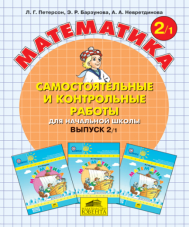 Л. Г. Петерсон, Э. Р. Барзунова, А. А. Невретдинова
МАТЕМАТИКА
2/1
САМОСТОЯТЕЛЬНЫЕ
И КОНТРОЛЬНЫЕ
РАБОТЫ
ДЛЯ НАЧАЛЬНОЙ ШКОЛЫ
ВЫПУСК 2/1
ЮВЕНТА